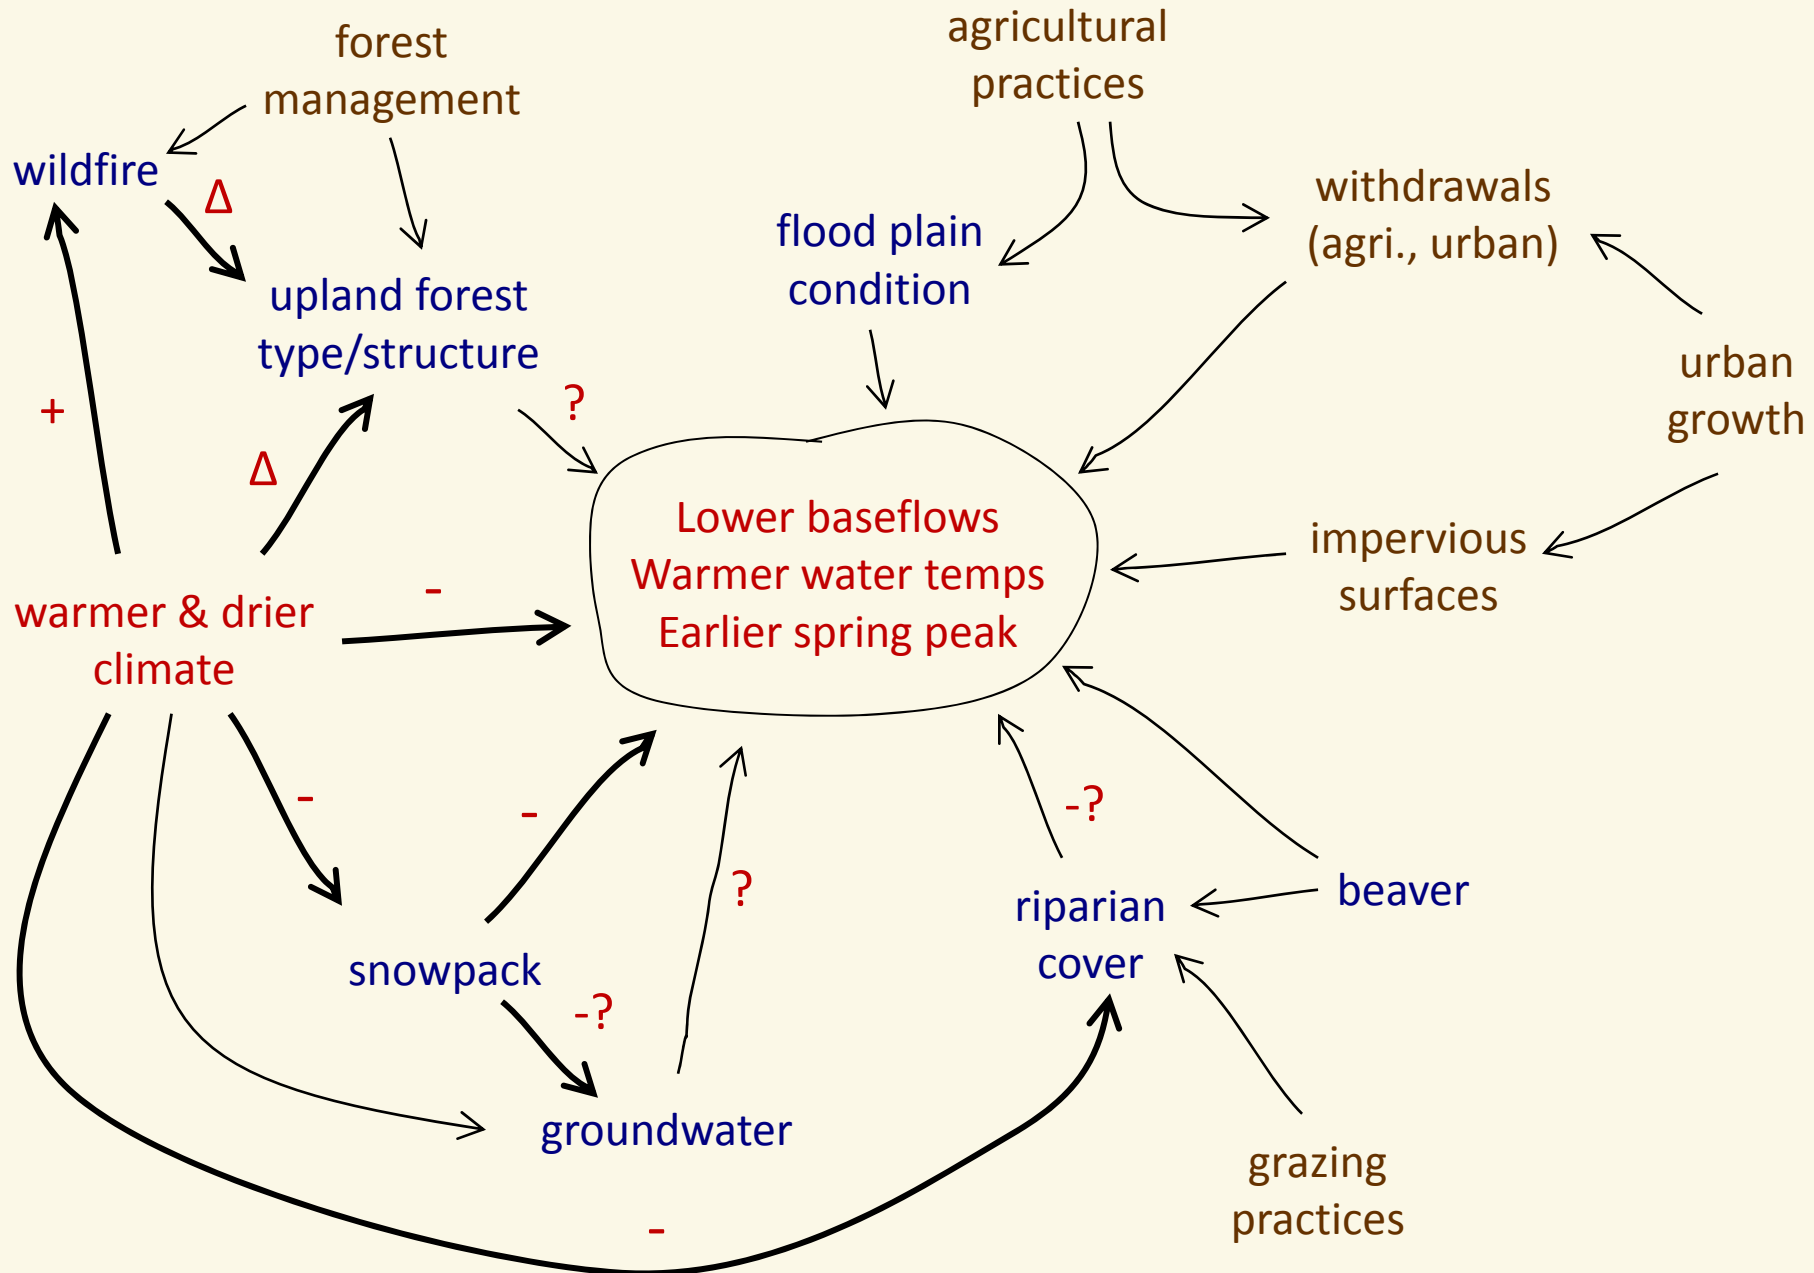 forest
management
agricultural
practices
wildfire
Δ
withdrawals
(agri., urban)
flood plain
condition
upland forest
type/structure
urban
growth
+
?
Δ
Lower baseflows
Warmer water temps
Earlier spring peak
impervious
surfaces
warmer & drier
climate
-
-
-
-?
?
beaver
riparian
cover
snowpack
-?
groundwater
grazing
practices
-